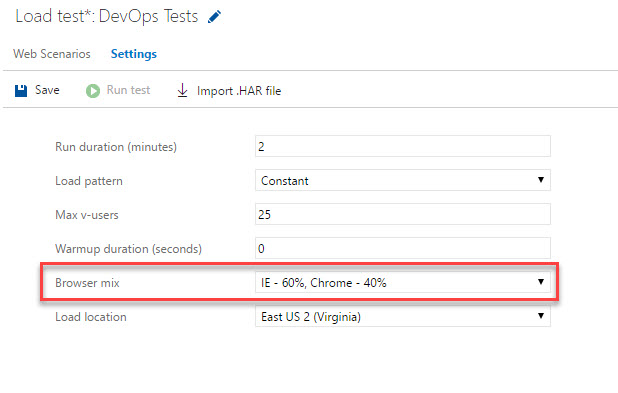 Load test*: DevOps Tests
Web Scenarios Settings
Save Run test Import .HAR file
Run duration (minutes) 2
Load pattern Constant
Max v-users 25
Warmup duration (seconds) 0
Browser mix IE - 60%, Chrome - 40%
Load location East US 2 (Virginia)